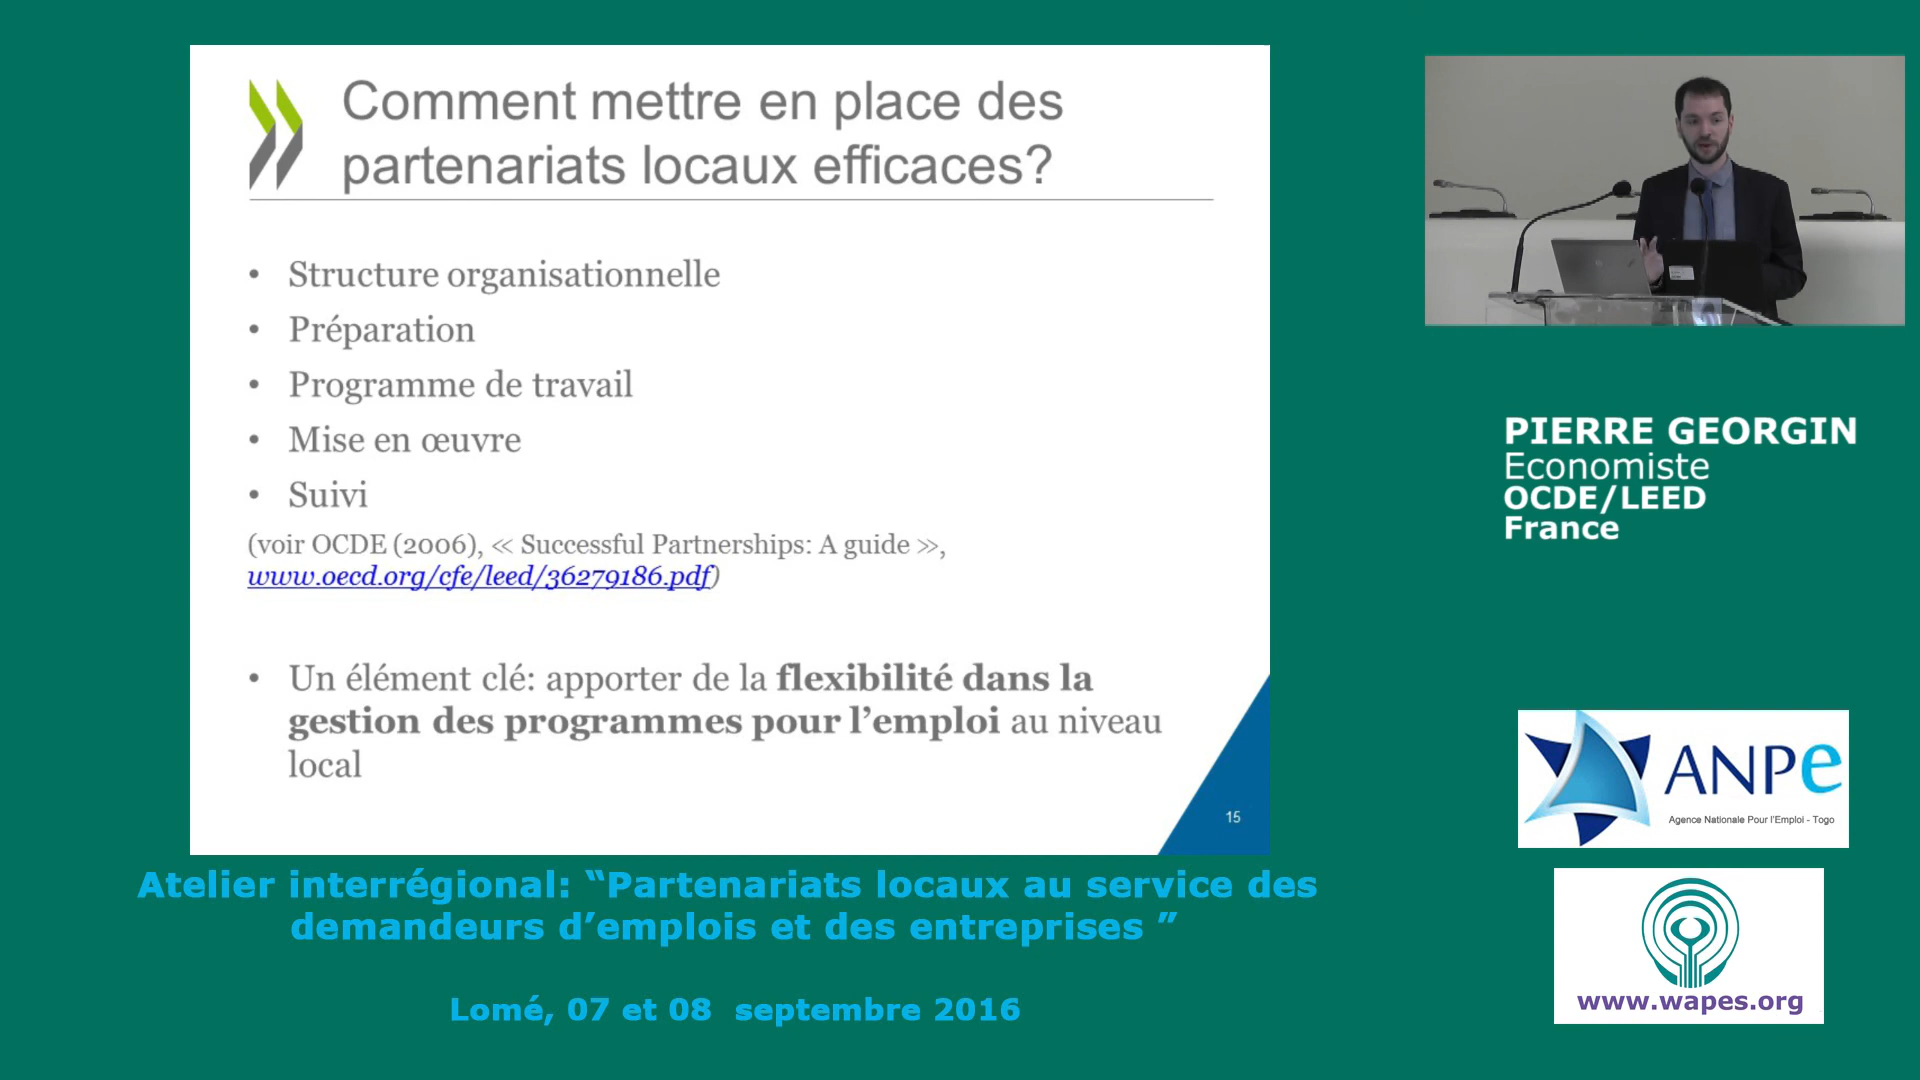 Comment mettre en place des
partenariats locaux efficaces?
• Structure organisationnelle
• Préparation
• Programme de travail
• Mise en œuvre
• Suivi
(voir OCDE (2006), « Successful Partnerships: A guide »,
www.oecd.org/cfe/leed/36279186.pdf)
• Un élément clé: apporter de la flexibilité dans la
gestion des programmes pour l’emploi au niveau
local
15
PIERRE GEORGIN
Economiste
OCDE/LEED
France
ANPe
Agence Nationale Pour l’Emploi - Togo
www.wapes.org
Atelier interrégional: “Partenariats locaux au service des
demandeurs d’emplois et des entreprises ”
Lomé, 07 et 08 septembre 2016